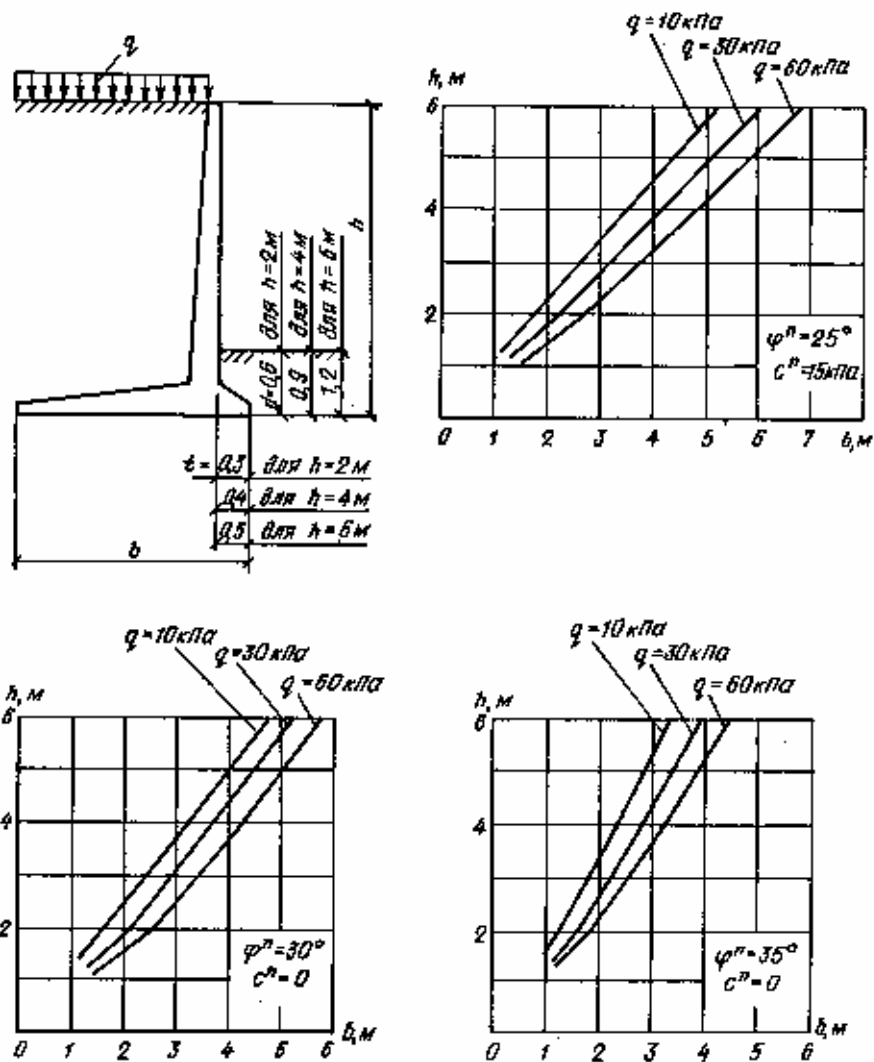 q
h
d=0,6 для h=2м
0,9 для h=4м
1,2 для h=6м
t= 0,3 для h=2м
0,4 для h=4м
0,5 для h=6м
b
q=10кПа
q=30кПа
q=60кПа
h, м
6
4
2
0 1 2 3 4 5 6 7 b, м
φⁿ=25°
cⁿ=15кПа
q=10кПа
q=30кПа
q=60кПа
h, м
6
4
2
0 1 2 3 4 5 6 b, м
φⁿ=30°
cⁿ=0
q=10кПа
q=30кПа
q=60кПа
h, м
6
4
2
0 1 2 3 4 5 6 b, м
φⁿ=35°
cⁿ=0